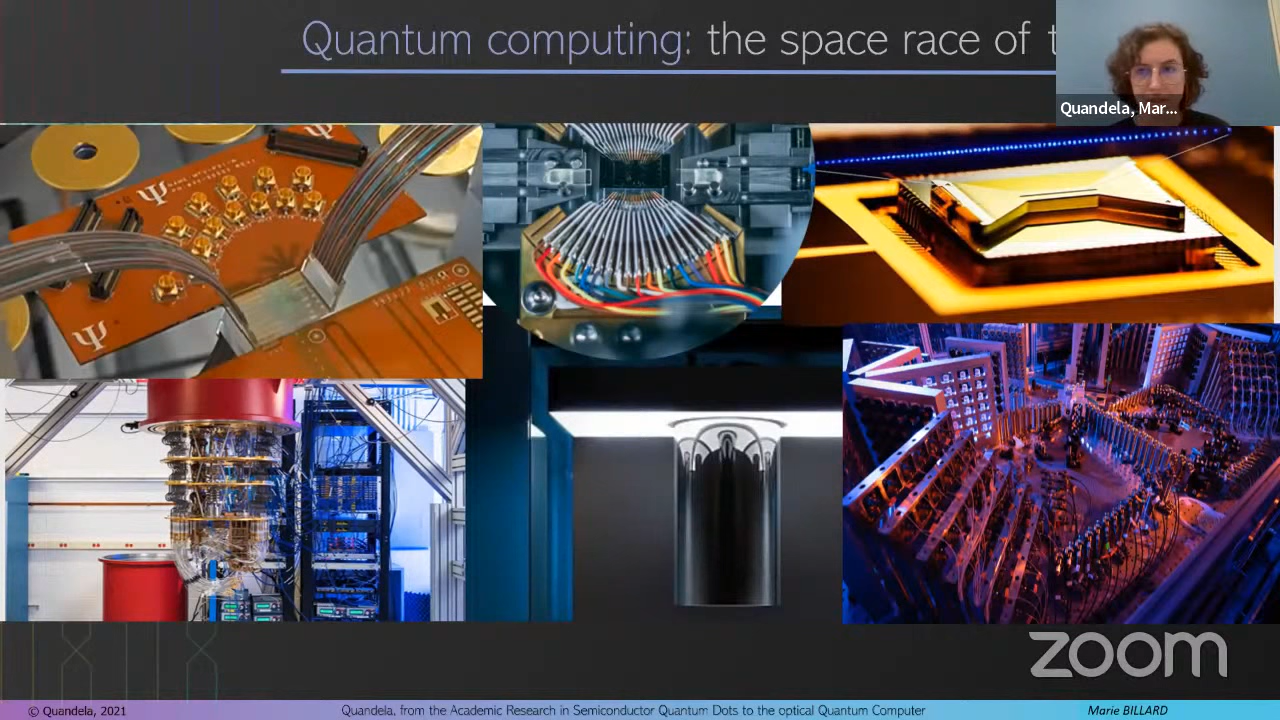 Quantum computing: the space race of t
Quandela, Mar...
Ψ
Ψ
zoom
© Quandela, 2021
Quandela, from the Academic Research in Semiconductor Quantum Dots to the optical Quantum Computer
Marie BILLARD